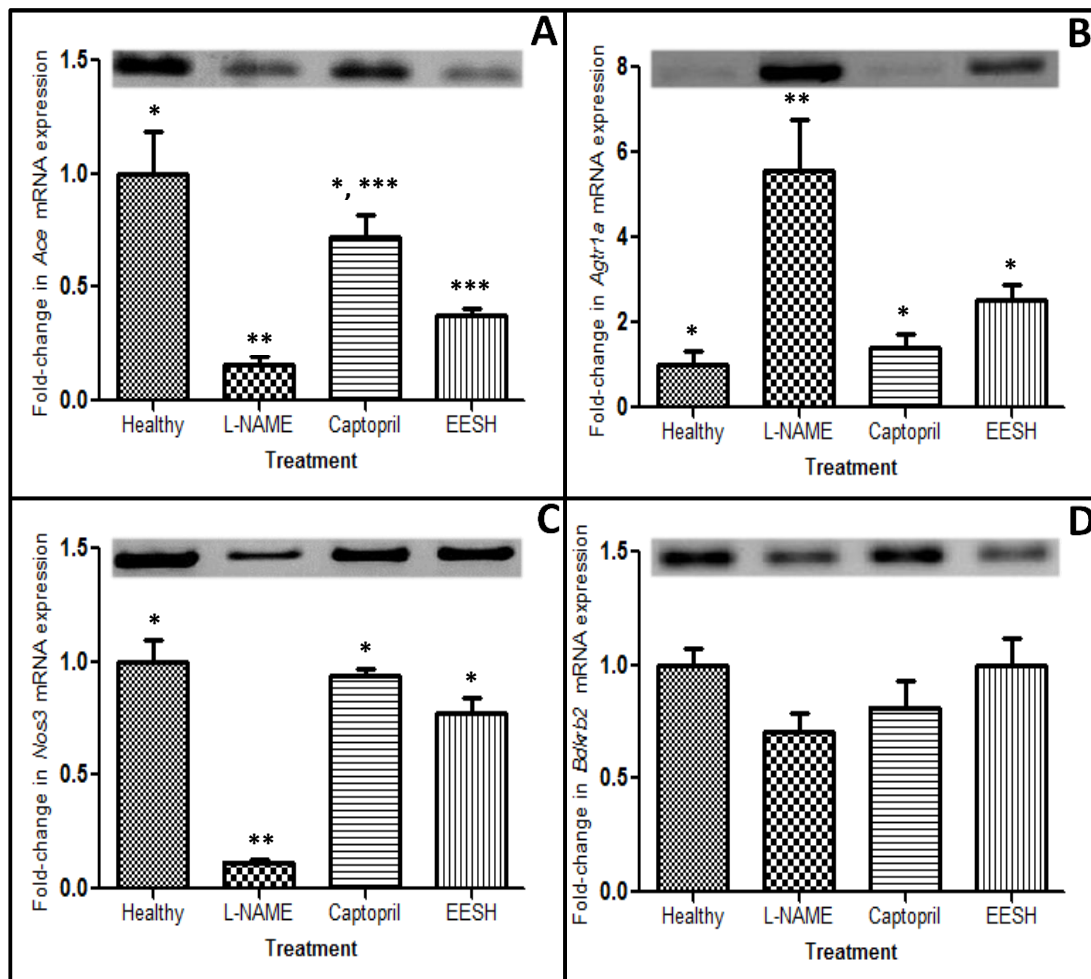 A
Fold-change in Ace mRNA expression
1.5
1.0
0.5
0.0
*
**
*, ***
***
Healthy L-NAME Captopril EESH
Treatment
B
Fold-change in Agtr1a mRNA expression
8
6
4
2
0
*
**
*
*
Healthy L-NAME Captopril EESH
Treatment
C
Fold-change in Nos3 mRNA expression
1.5
1.0
0.5
0.0
*
**
*
*
Healthy L-NAME Captopril EESH
Treatment
D
Fold-change in Bdkrb2 mRNA expression
1.5
1.0
0.5
0.0
Healthy L-NAME Captopril EESH
Treatment